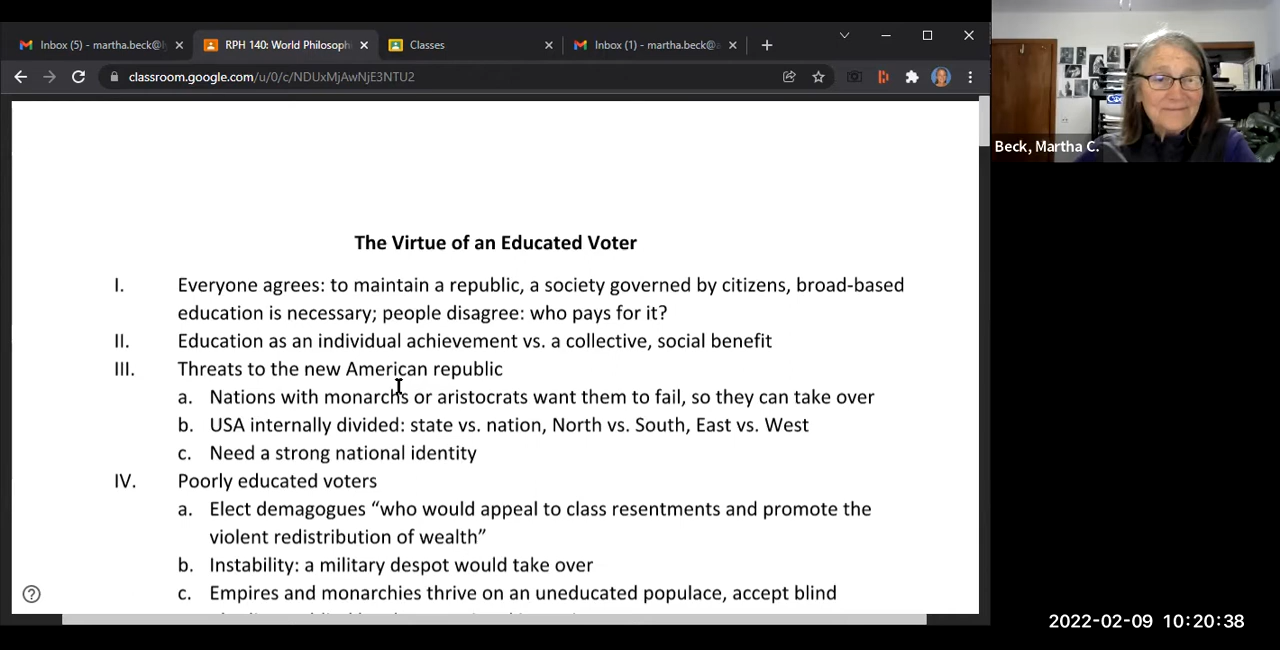 Inbox (5) - martha.beck@
RPH 140: World Philosoph
Classes
Inbox (1) - martha.beck@
classroom.google.com/u/0/c/NDUxMjAwNjE3NTU2
Beck, Martha C.
The Virtue of an Educated Voter
I. Everyone agrees: to maintain a republic, a society governed by citizens, broad-based
education is necessary; people disagree: who pays for it?
II. Education as an individual achievement vs. a collective, social benefit
III. Threats to the new American republic
a. Nations with monarchs or aristocrats want them to fail, so they can take over
b. USA internally divided: state vs. nation, North vs. South, East vs. West
c. Need a strong national identity
IV. Poorly educated voters
a. Elect demagogues “who would appeal to class resentments and promote the
violent redistribution of wealth”
b. Instability: a military despot would take over
c. Empires and monarchies thrive on an uneducated populace, accept blind
2022-02-09 10:20:38